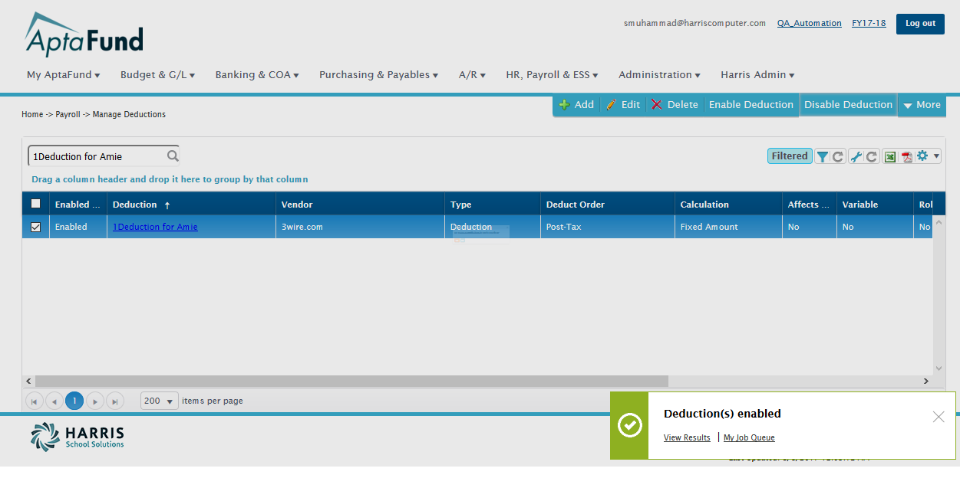 AptaFund
smuhammad@harriscomputer.com QA_Automation FY17-18 Log out
My AptaFund Budget & G/L Banking & COA Purchasing & Payables A/R HR, Payroll & ESS Administration Harris Admin
Add Edit Delete Enable Deduction Disable Deduction More
Home -> Payroll -> Manage Deductions
1Deduction for Amie
Filtered
Drag a column header and drop it here to group by that column
Enabled ... Deduction ↑ Vendor Type Deduct Order Calculation Affects ... Variable Rol
Enabled 1Deduction for Amie 3wire.com Deduction Post-Tax Fixed Amount No No No
1 200 items per page
Deduction(s) enabled
View Results | My Job Queue
HARRIS
School Solutions